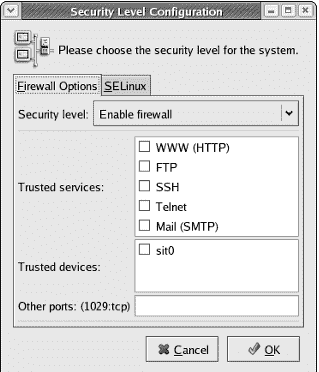 Security Level Configuration
Please choose the security level for the system.
Firewall Options SELinux
Security level: Enable firewall
Trusted services:
WWW (HTTP)
FTP
SSH
Telnet
Mail (SMTP)
Trusted devices:
sit0
Other ports: (1029:tcp)
Cancel OK